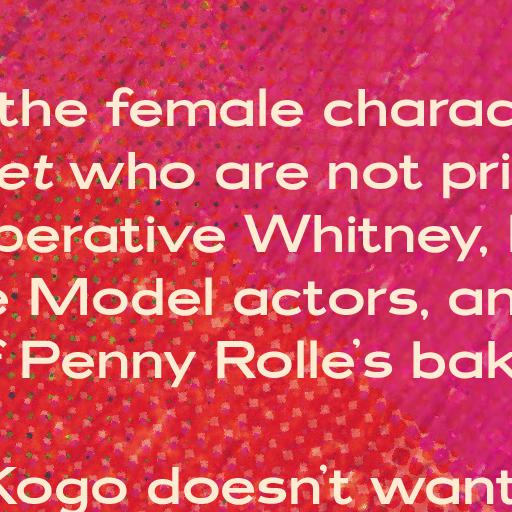 the female charac
et who are not pri
perative Whitney,
e Model actors, an
f Penny Rolle's bak
Kogo doesn't want